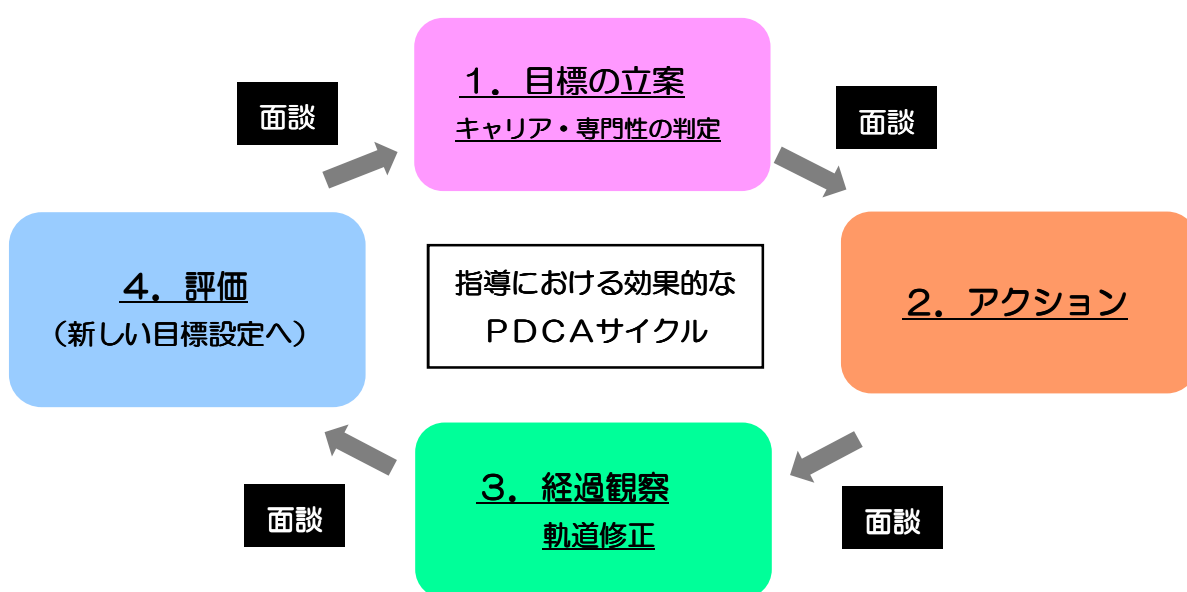 １．目標の立案
キャリア・専門性の判定
面談
面談
４．評価
（新しい目標設定へ）
指導における効果的な
ＰＤＣＡサイクル
２．アクション
３．経過観察
軌道修正
面談
面談